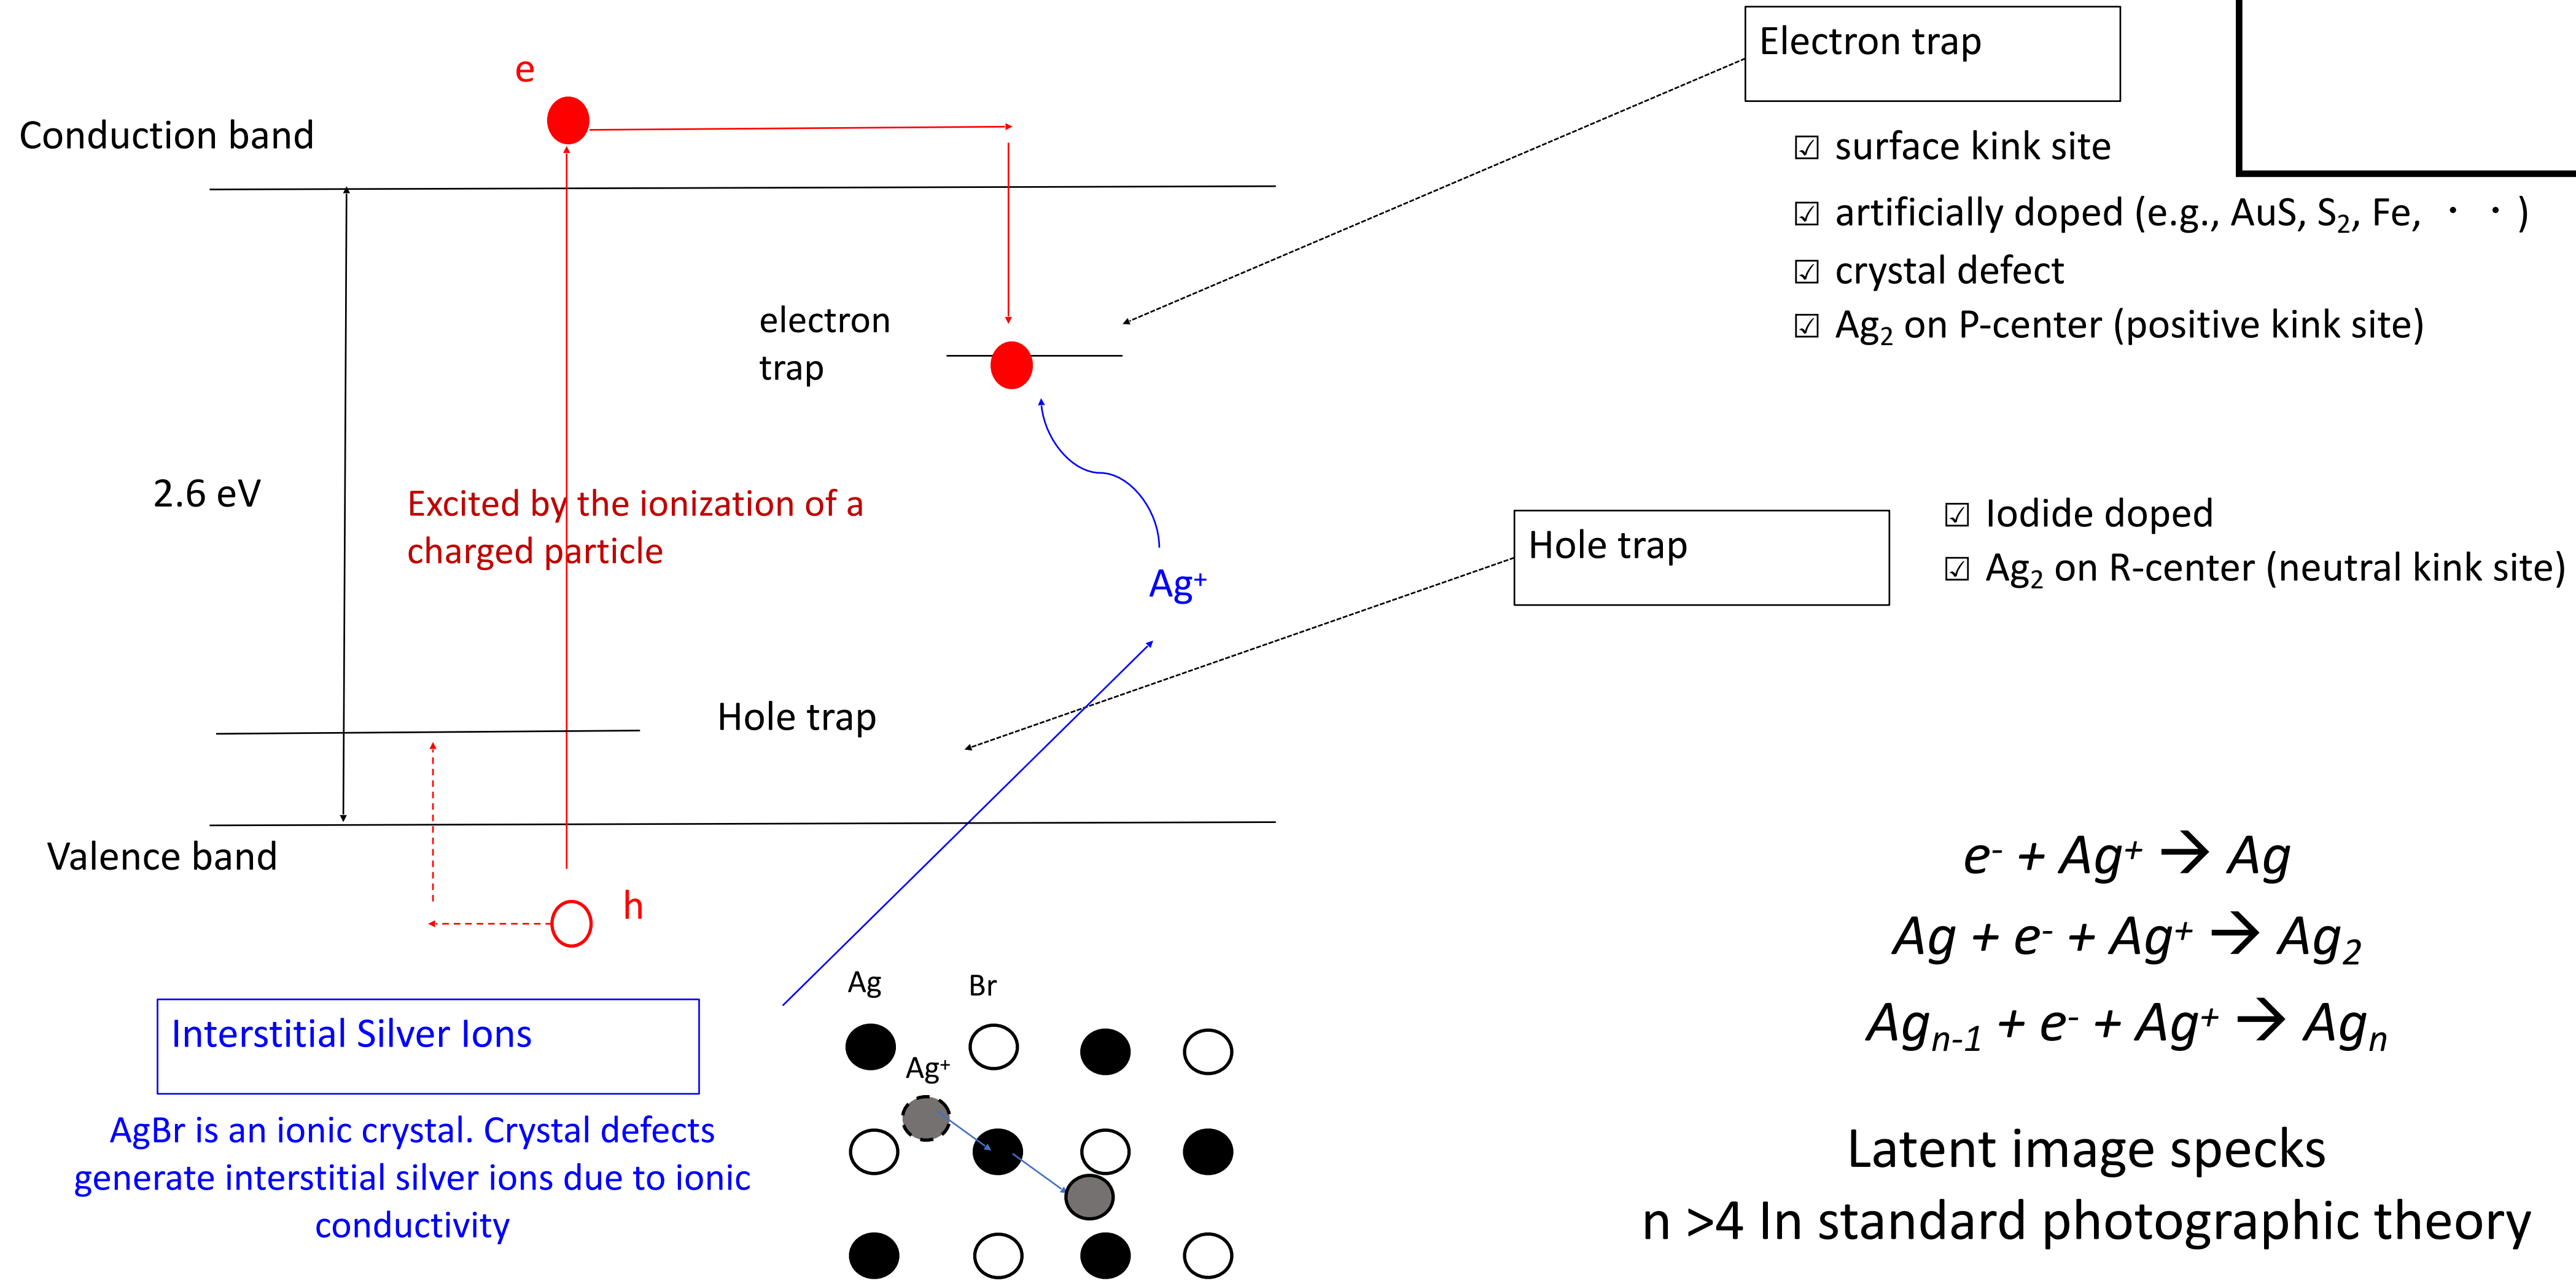 e
Conduction band
Electron trap
☑ surface kink site
☑ artificially doped (e.g., AuS, S₂, Fe, ・・)
☑ crystal defect
☑ Ag₂ on P-center (positive kink site)
electron
trap
2.6 eV
Excited by the ionization of a
charged particle
Ag⁺
Hole trap
☑ Iodide doped
☑ Ag₂ on R-center (neutral kink site)
Hole trap
Valence band
h
e⁻ + Ag⁺ → Ag
Ag + e⁻ + Ag⁺ → Ag₂
Agₙ₋₁ + e⁻ + Ag⁺ → Agₙ
Interstitial Silver Ions
AgBr is an ionic crystal. Crystal defects
generate interstitial silver ions due to ionic
conductivity
Ag Br
Ag⁺
Latent image specks
n >4 In standard photographic theory